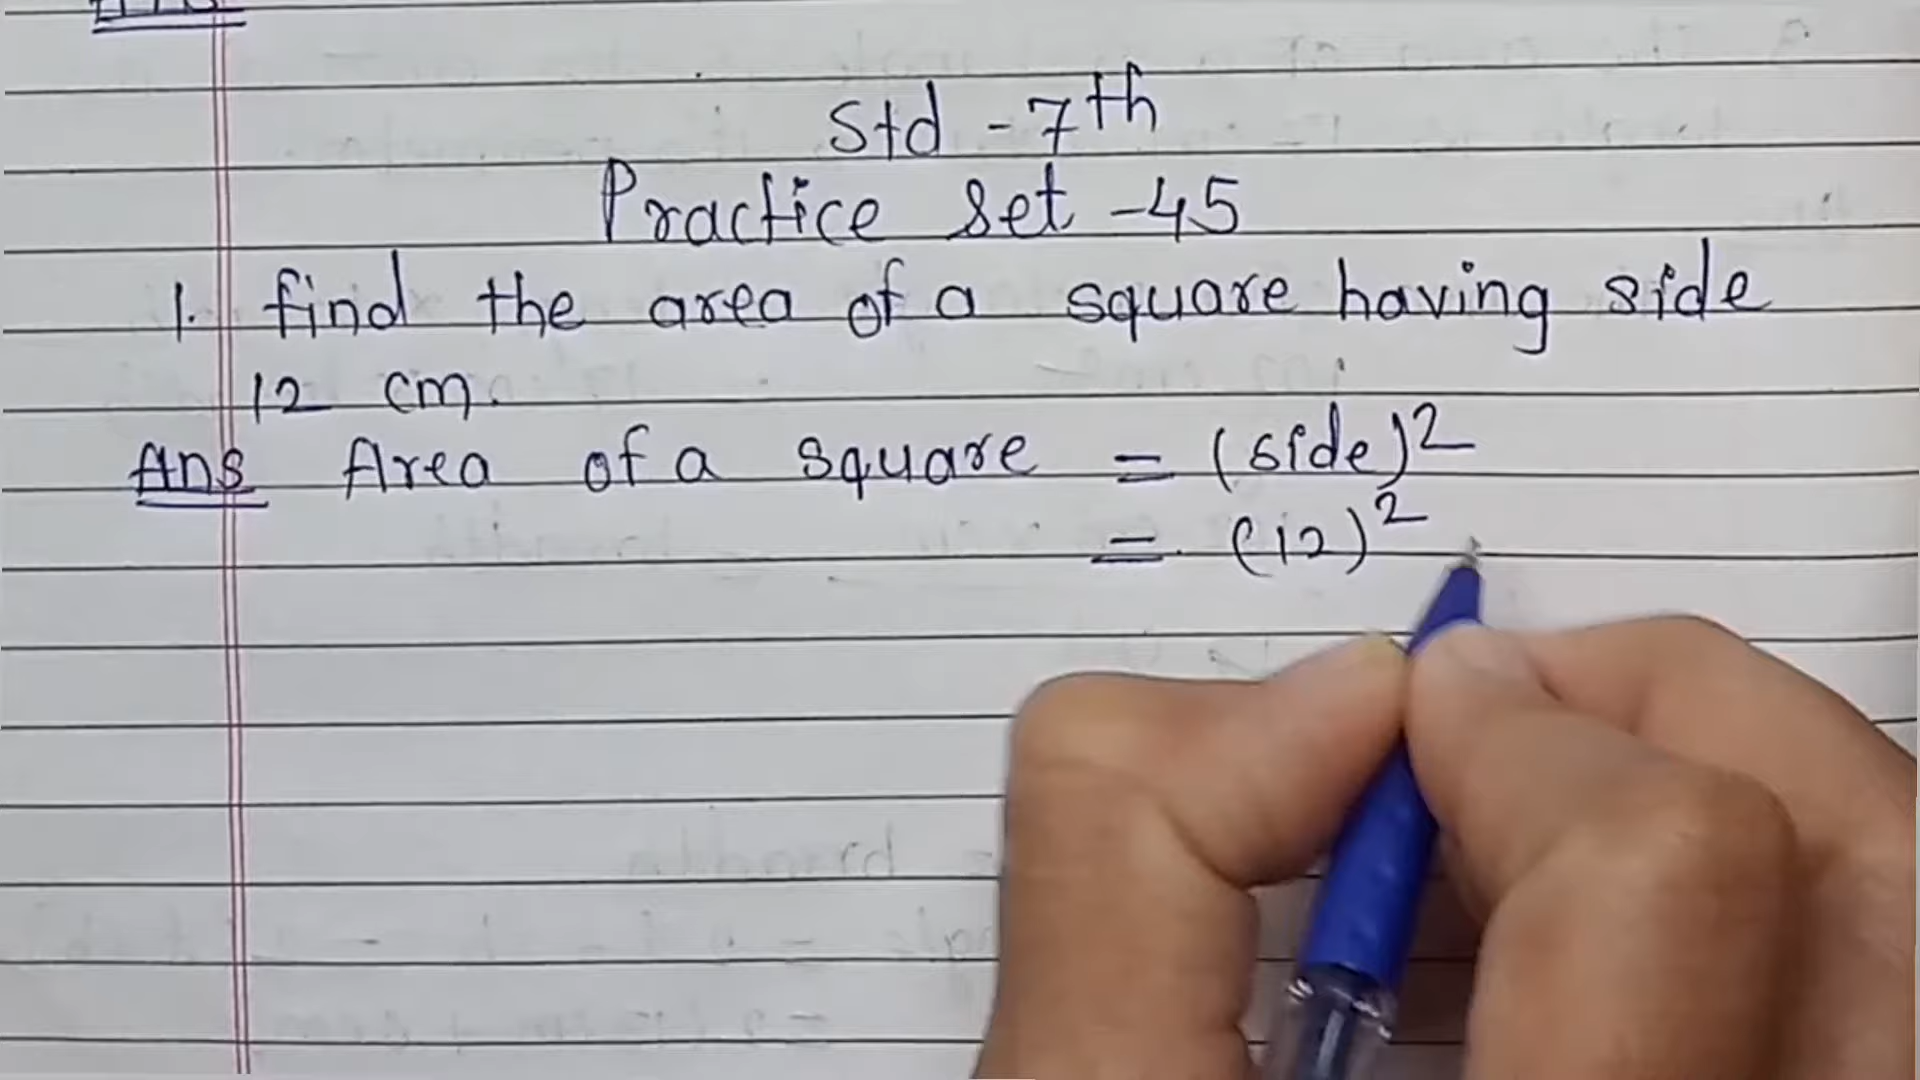 Std - 7th
Practice set - 45
1. find the area of a square having side
12 cm.
Ans Area of a square = (side)²
= (12)²